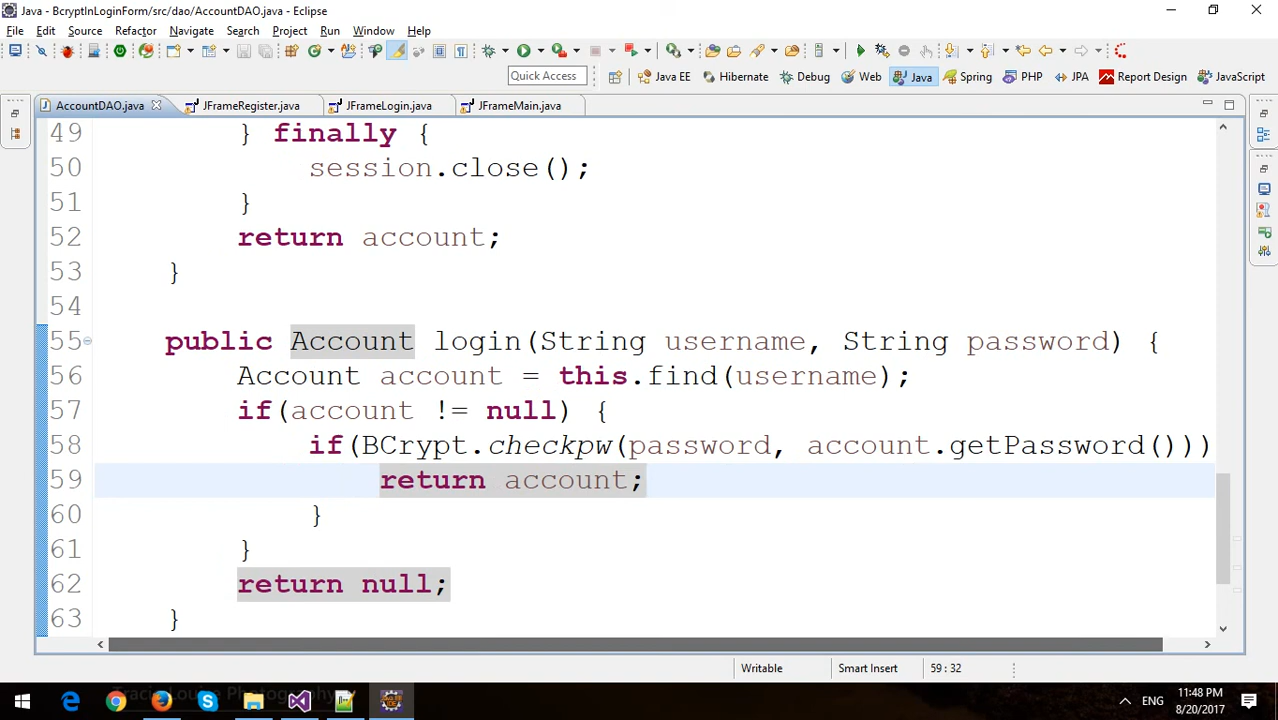 Java - BcryptInLoginForm/src/dao/AccountDAO.java - Eclipse
File Edit Source Refactor Navigate Search Project Run Window Help
Quick Access Java EE Hibernate Debug Web Java Spring PHP JPA Report Design JavaScript
AccountDAO.java JFrameRegister.java JFrameLogin.java JFrameMain.java
49 } finally {
50 session.close();
51 }
52 return account;
53 }
54
55 public Account login(String username, String password) {
56 Account account = this.find(username);
57 if(account != null) {
58 if(BCrypt.checkpw(password, account.getPassword()))
59 return account;
60 }
61 }
62 return null;
63 }
Writable Smart Insert 59 : 32
Gracie Louise Photography
ENG 11:48 PM
8/20/2017